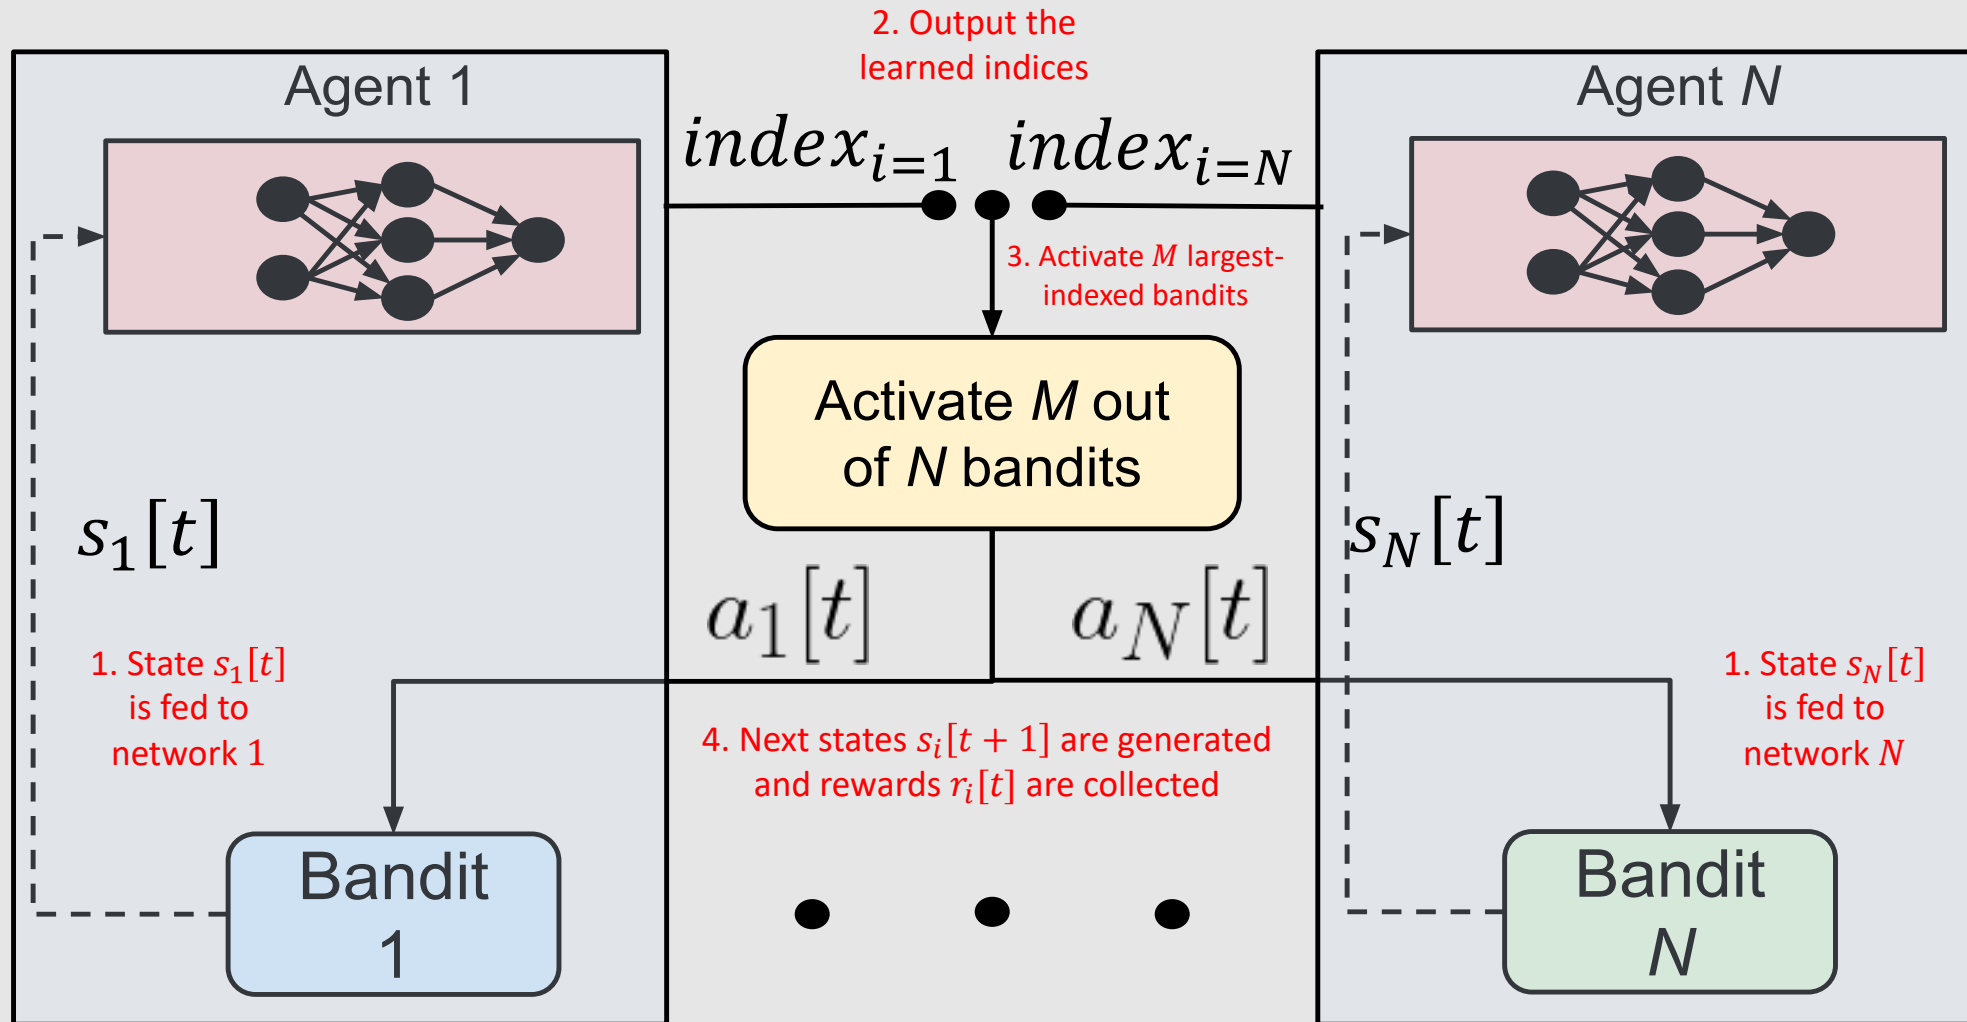 2. Output the
learned indices
Agent 1
Agent N
index_{i=1}
index_{i=N}
3. Activate M largest-
indexed bandits
Activate M out
of N bandits
s_1[t]
s_N[t]
a_1[t]
a_N[t]
1. State s_1[t]
is fed to
network 1
1. State s_N[t]
is fed to
network N
4. Next states s_i[t + 1] are generated
and rewards r_i[t] are collected
Bandit
1
Bandit
N